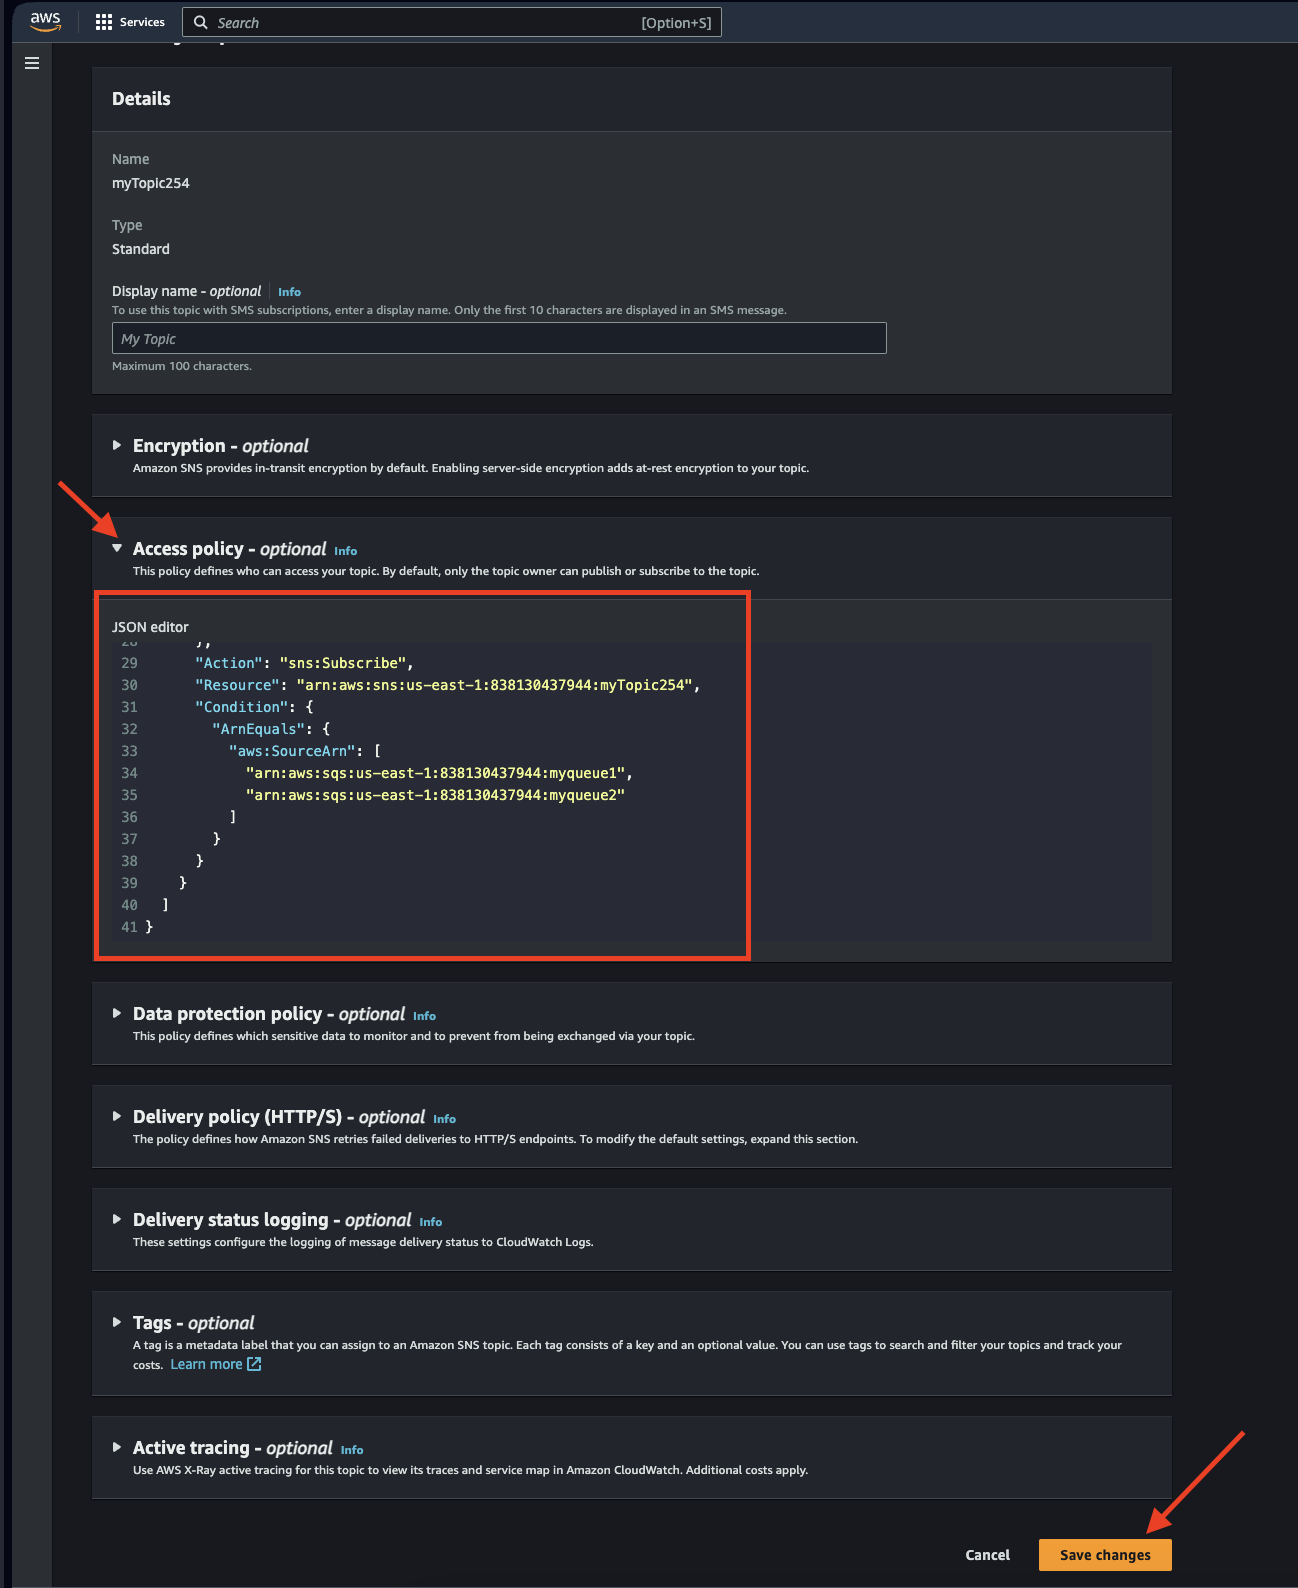 aws
Services
Search
[Option+S]
Details
Name
myTopic254
Type
Standard
Display name - optional
Info
To use this topic with SMS subscriptions, enter a display name. Only the first 10 characters are displayed in an SMS message.
My Topic
Maximum 100 characters.
Encryption - optional
Amazon SNS provides in-transit encryption by default. Enabling server-side encryption adds at-rest encryption to your topic.
Access policy - optional Info
This policy defines who can access your topic. By default, only the topic owner can publish or subscribe to the topic.
JSON editor
28 },
29 "Action": "sns:Subscribe",
30 "Resource": "arn:aws:sns:us-east-1:838130437944:myTopic254",
31 "Condition": {
32 "ArnEquals": {
33 "aws:SourceArn": [
34 "arn:aws:sqs:us-east-1:838130437944:myqueue1",
35 "arn:aws:sqs:us-east-1:838130437944:myqueue2"
36 ]
37 }
38 }
39 }
40 ]
41 }
Data protection policy - optional Info
This policy defines which sensitive data to monitor and to prevent from being exchanged via your topic.
Delivery policy (HTTP/S) - optional Info
The policy defines how Amazon SNS retries failed deliveries to HTTP/S endpoints. To modify the default settings, expand this section.
Delivery status logging - optional Info
These settings configure the logging of message delivery status to CloudWatch Logs.
Tags - optional
A tag is a metadata label that you can assign to an Amazon SNS topic. Each tag consists of a key and an optional value. You can use tags to search and filter your topics and track your
costs. Learn more
Active tracing - optional Info
Use AWS X-Ray active tracing for this topic to view its traces and service map in Amazon CloudWatch. Additional costs apply.
Cancel
Save changes